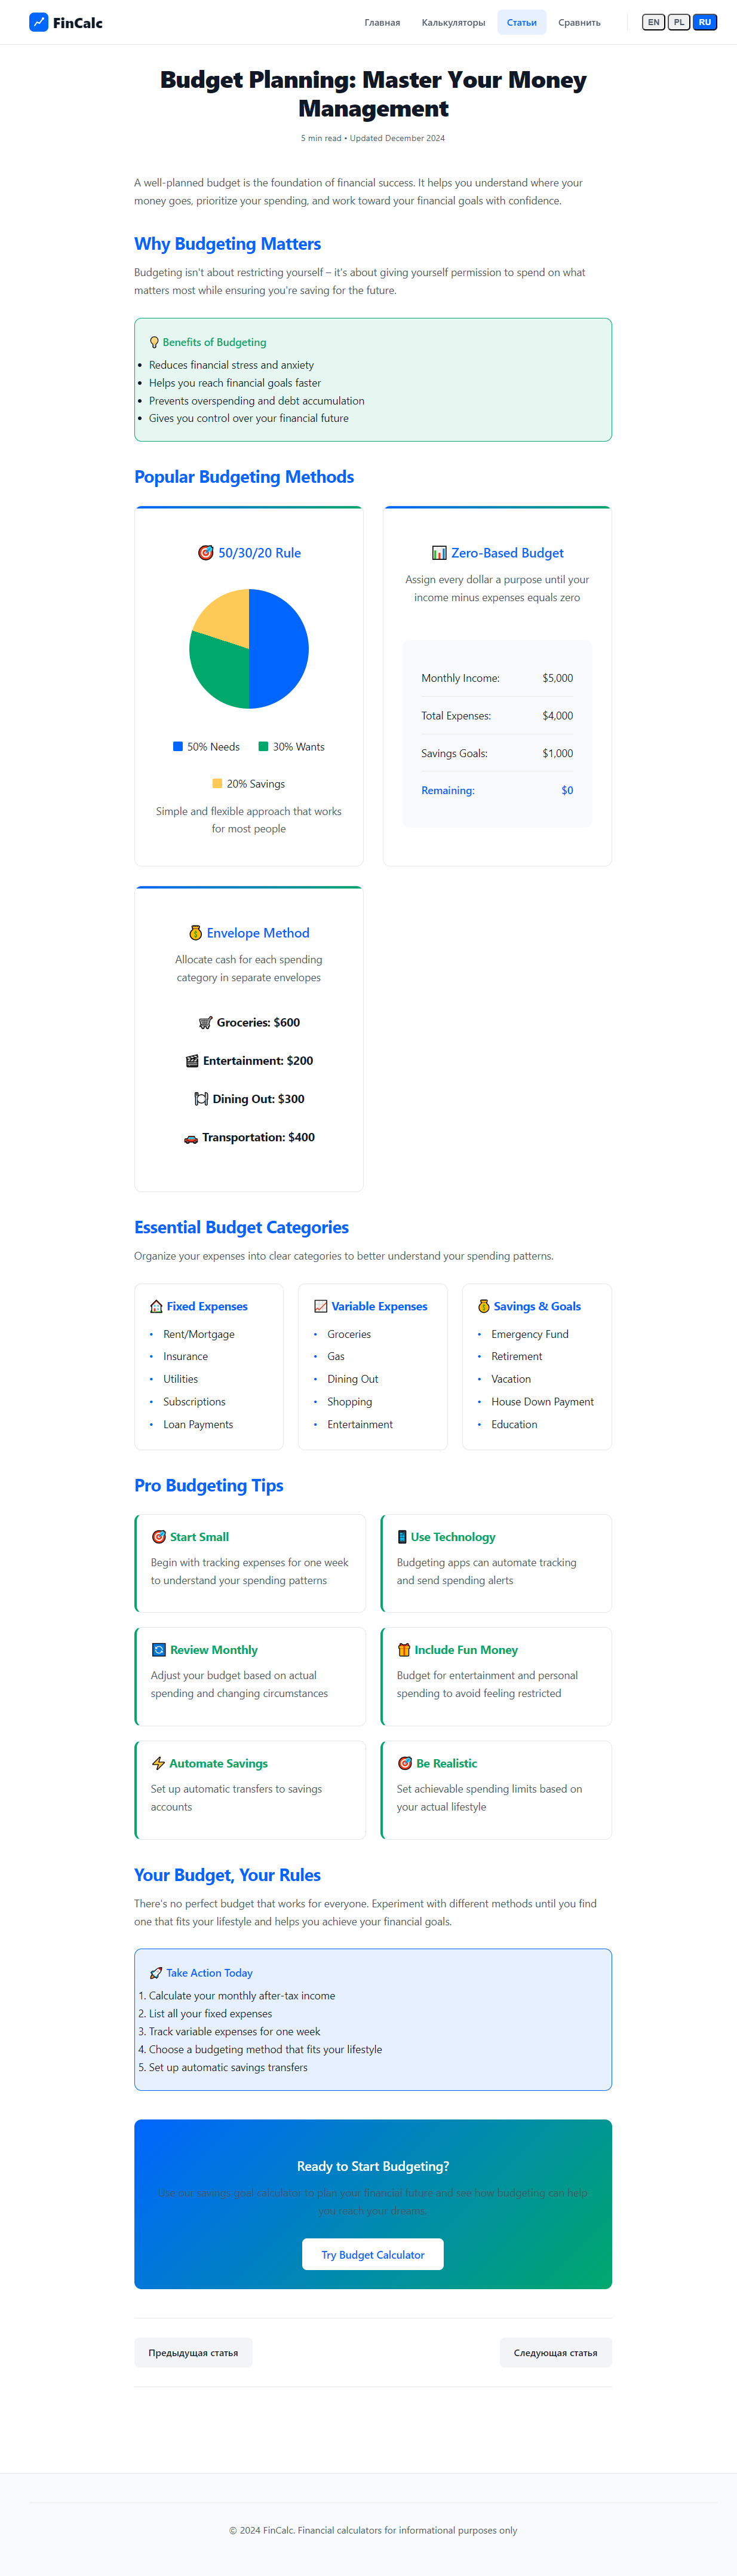 FinCalc
Главная
Калькуляторы
Статьи
Сравнить
EN
PL
RU
Budget Planning: Master Your Money
Management
5 min read • Updated December 2024
A well-planned budget is the foundation of financial success. It helps you understand where your
money goes, prioritize your spending, and work toward your financial goals with confidence.
Why Budgeting Matters
Budgeting isn't about restricting yourself – it's about giving yourself permission to spend on what
matters most while ensuring you're saving for the future.
💡 Benefits of Budgeting
• Reduces financial stress and anxiety
• Helps you reach financial goals faster
• Prevents overspending and debt accumulation
• Gives you control over your financial future
Popular Budgeting Methods
🎯 50/30/20 Rule
50% Needs
30% Wants
20% Savings
Simple and flexible approach that works
for most people
📊 Zero-Based Budget
Assign every dollar a purpose until your
income minus expenses equals zero
Monthly Income: $5,000
Total Expenses: $4,000
Savings Goals: $1,000
Remaining: $0
💰 Envelope Method
Allocate cash for each spending
category in separate envelopes
🛒 Groceries: $600
🎬 Entertainment: $200
🍽️ Dining Out: $300
🚗 Transportation: $400
Essential Budget Categories
Organize your expenses into clear categories to better understand your spending patterns.
🏠 Fixed Expenses
• Rent/Mortgage
• Insurance
• Utilities
• Subscriptions
• Loan Payments
📈 Variable Expenses
• Groceries
• Gas
• Dining Out
• Shopping
• Entertainment
💰 Savings & Goals
• Emergency Fund
• Retirement
• Vacation
• House Down Payment
• Education
Pro Budgeting Tips
🎯 Start Small
Begin with tracking expenses for one week
to understand your spending patterns
📱 Use Technology
Budgeting apps can automate tracking
and send spending alerts
🔄 Review Monthly
Adjust your budget based on actual
spending and changing circumstances
🎁 Include Fun Money
Budget for entertainment and personal
spending to avoid feeling restricted
⚡ Automate Savings
Set up automatic transfers to savings
accounts
🎯 Be Realistic
Set achievable spending limits based on
your actual lifestyle
Your Budget, Your Rules
There's no perfect budget that works for everyone. Experiment with different methods until you find
one that fits your lifestyle and helps you achieve your financial goals.
🚀 Take Action Today
1. Calculate your monthly after-tax income
2. List all your fixed expenses
3. Track variable expenses for one week
4. Choose a budgeting method that fits your lifestyle
5. Set up automatic savings transfers
Ready to Start Budgeting?
Use our savings goal calculator to plan your financial future and see how budgeting can help
you reach your dreams.
Try Budget Calculator
Предыдущая статья
Следующая статья
© 2024 FinCalc. Financial calculators for informational purposes only